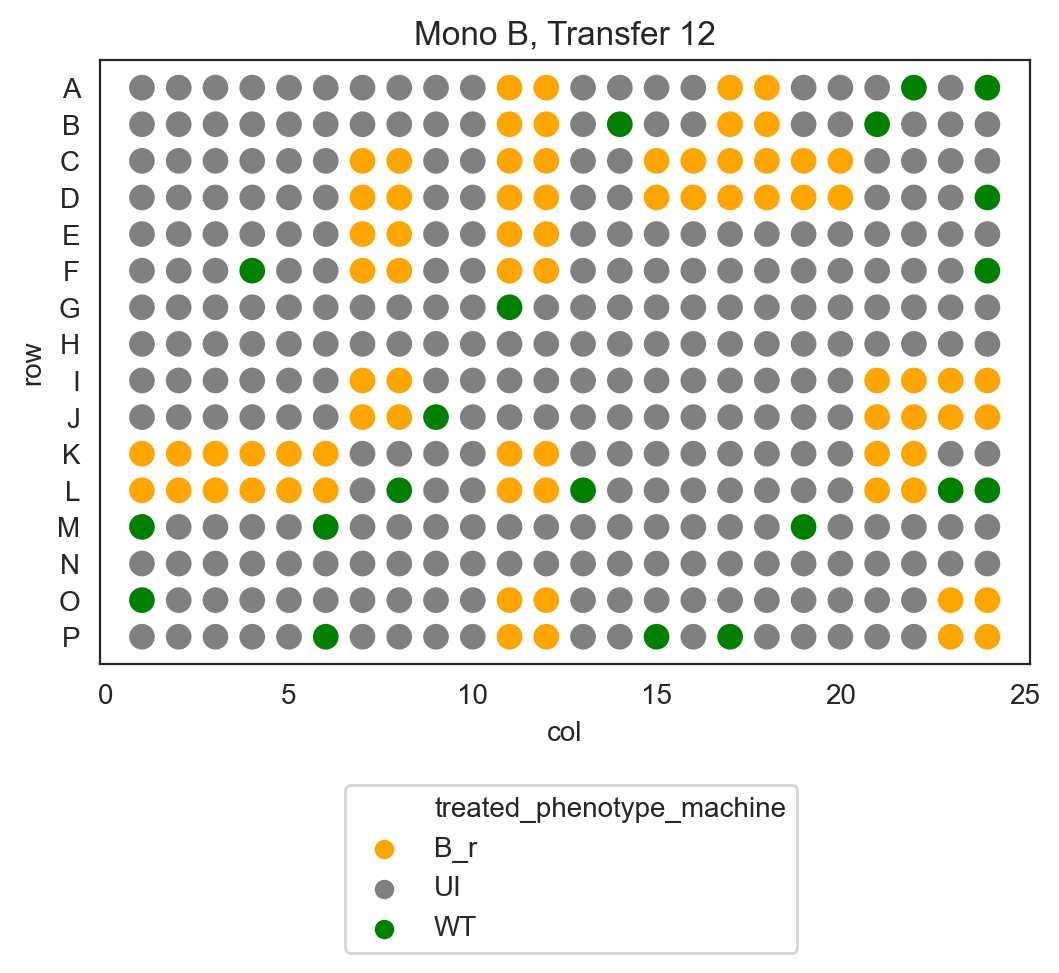 Mono B, Transfer 12
A
B
C
D
E
F
G
H
I
J
K
L
M
N
O
P
row
0 5 10 15 20 25
col
treated_phenotype_machine
B_r
UI
WT